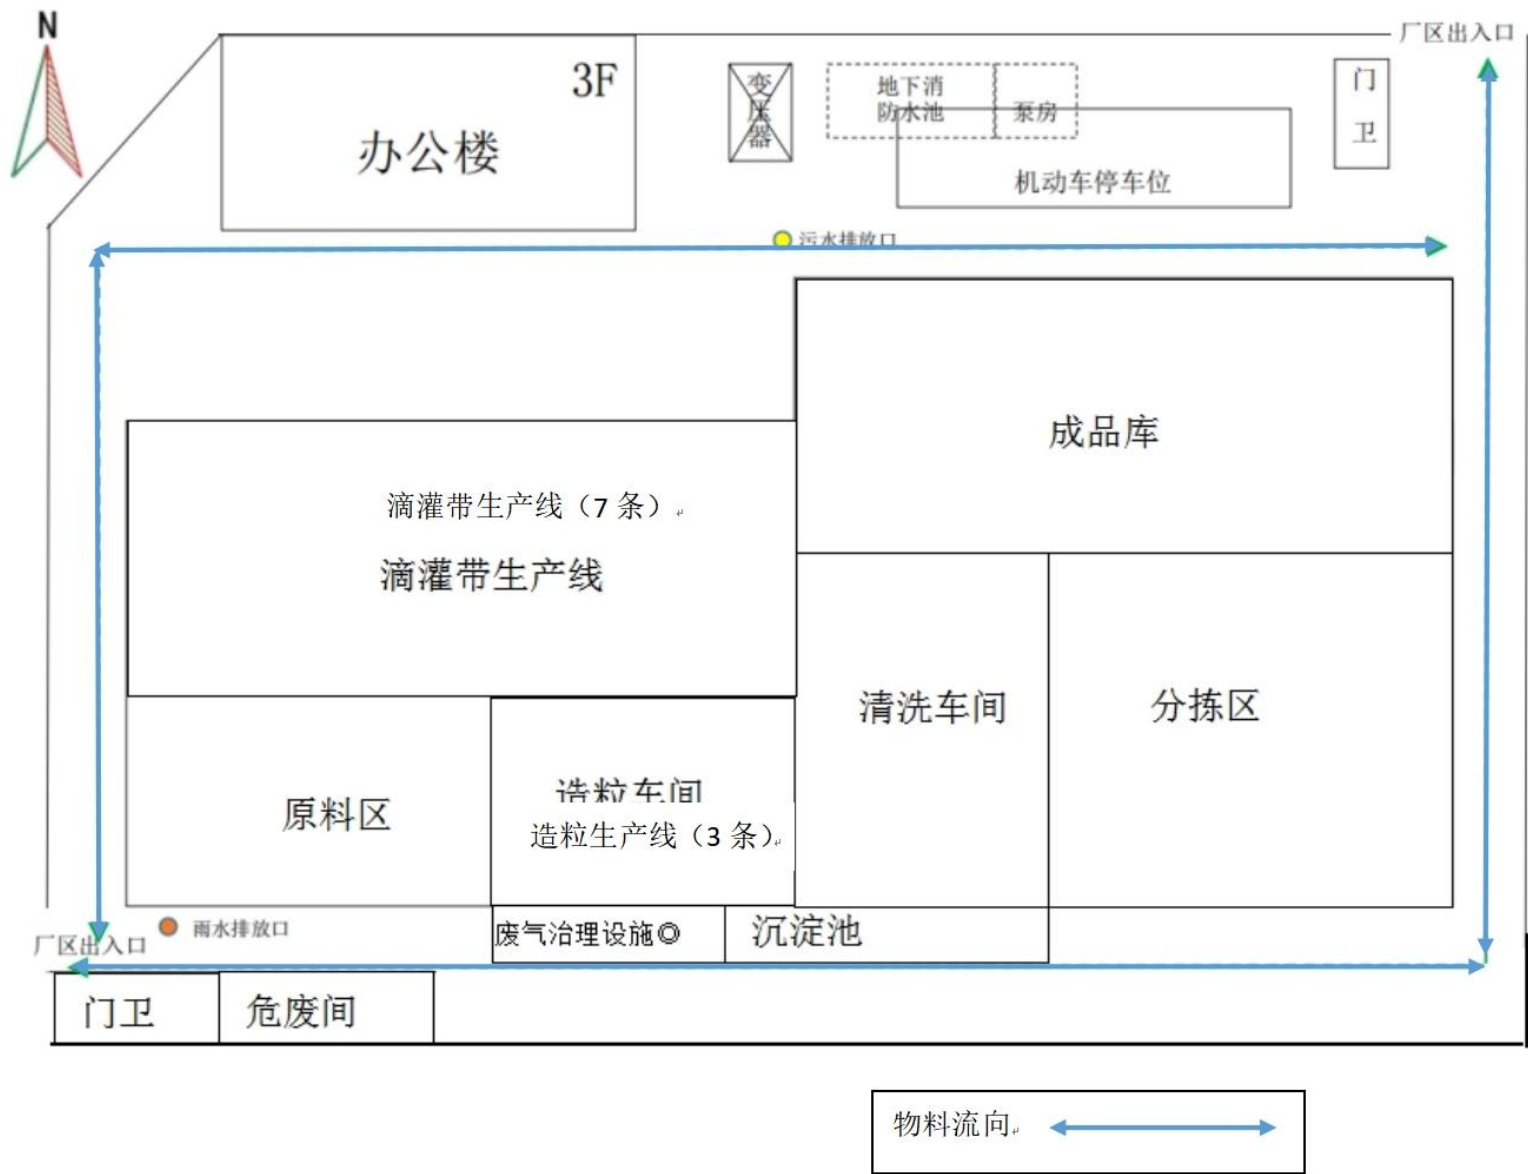 N
厂区出入口
3F
办公楼
变压器
地下消
防水池
泵房
门卫
机动车停车位
污水排放口
成品库
滴灌带生产线（7 条）
滴灌带生产线
清洗车间
分拣区
原料区
造粒车间
造粒生产线（3 条）
雨水排放口
厂区出入口
废气治理设施◎
沉淀池
门卫
危废间
物料流向